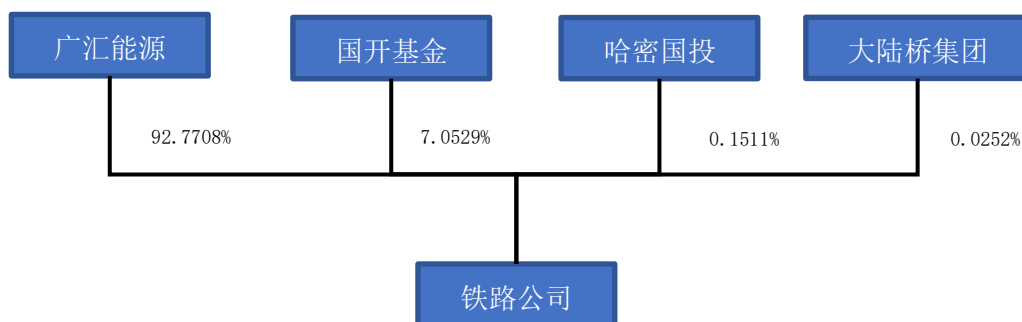 广汇能源
国开基金
哈密国投
大陆桥集团
92.7708%
7.0529%
0.1511%
0.0252%
铁路公司